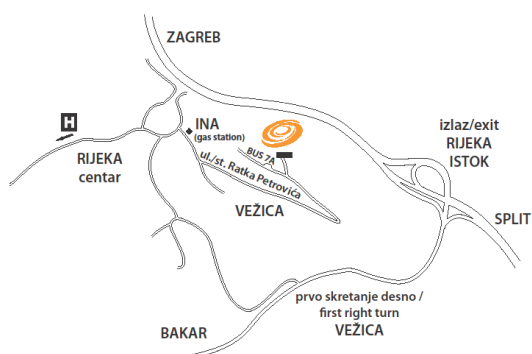 ZAGREB
H
INA
(gas station)
izlaz/exit
RIJEKA
ISTOK
RIJEKA
centar
BUS 7A
ul./st. Ratka Petrovića
VEŽICA
SPLIT
prvo skretanje desno /
first right turn
VEŽICA
BAKAR